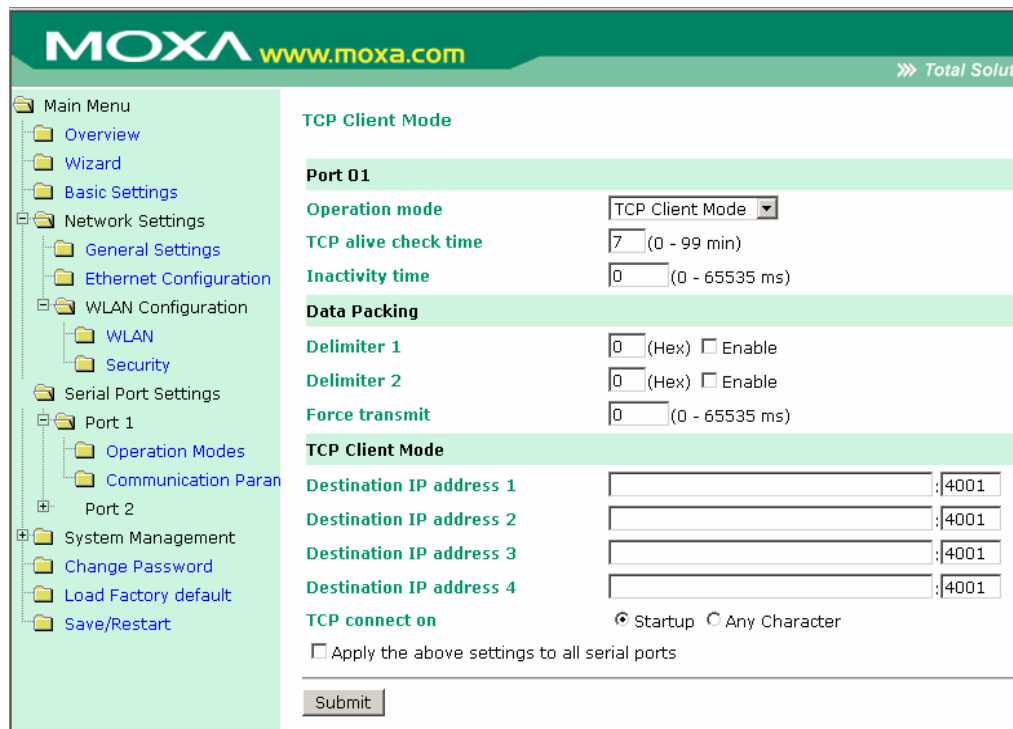 MOXA www.moxa.com
Total Solut
Main Menu
Overview
Wizard
Basic Settings
Network Settings
General Settings
Ethernet Configuration
WLAN Configuration
WLAN
Security
Serial Port Settings
Port 1
Operation Modes
Communication Param
Port 2
System Management
Change Password
Load Factory default
Save/Restart
TCP Client Mode
Port 01
Operation mode TCP Client Mode
TCP alive check time 7 (0 - 99 min)
Inactivity time 0 (0 - 65535 ms)
Data Packing
Delimiter 1 0 (Hex) Enable
Delimiter 2 0 (Hex) Enable
Force transmit 0 (0 - 65535 ms)
TCP Client Mode
Destination IP address 1 :4001
Destination IP address 2 :4001
Destination IP address 3 :4001
Destination IP address 4 :4001
TCP connect on Startup Any Character
Apply the above settings to all serial ports
Submit